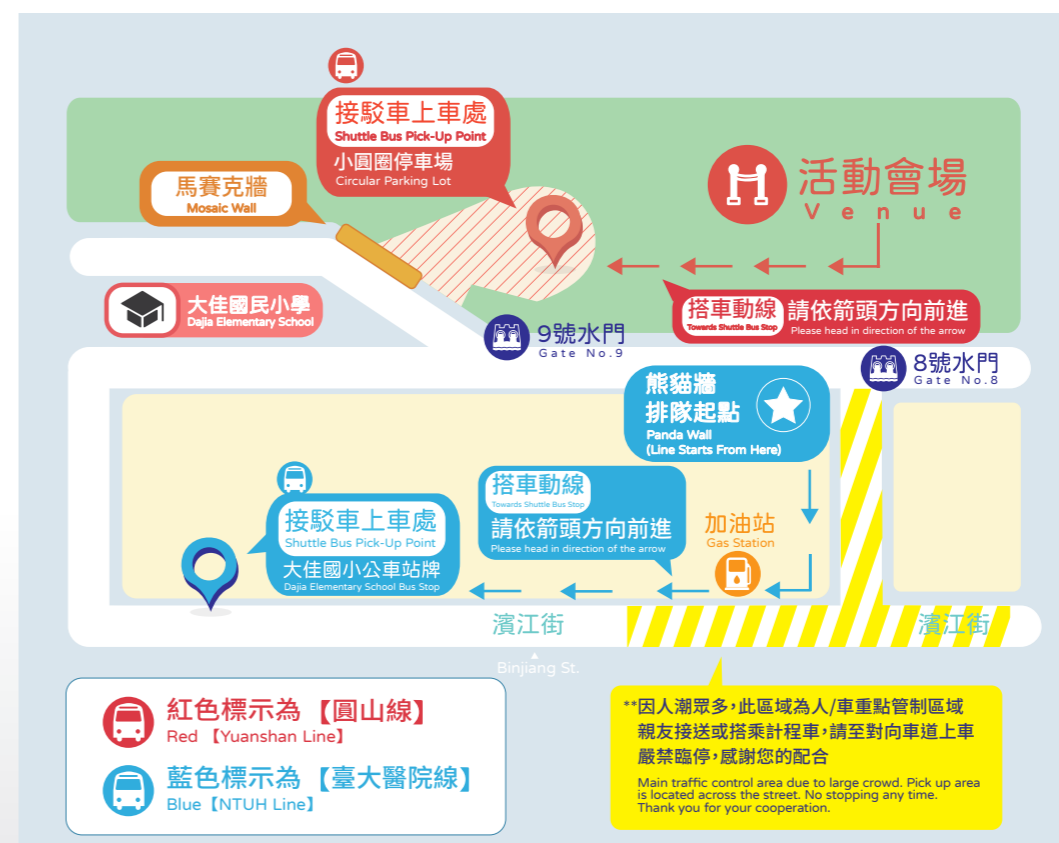 接駁車上車處
Shuttle Bus Pick-Up Point
小圓圈停車場
Circular Parking Lot
馬賽克牆
Mosaic Wall
活動會場
Venue
大佳國民小學
Dajia Elementary School
搭車動線
Towards Shuttle Bus Stop
請依箭頭方向前進
Please head in direction of the arrow
9號水門
Gate No.9
8號水門
Gate No.8
熊貓牆
排隊起點
Panda Wall
(Line Starts From Here)
搭車動線
Towards Shuttle Bus Stop
請依箭頭方向前進
Please head in direction of the arrow
加油站
Gas Station
接駁車上車處
Shuttle Bus Pick-Up Point
大佳國小公車站牌
Dajia Elementary School Bus Stop
濱江街
濱江街
Binjiang St.
紅色標示為【圓山線】
Red 【Yuanshan Line】
藍色標示為【臺大醫院線】
Blue【NTUH Line】
**因人潮眾多,此區域為人/車重點管制區域
親友接送或搭乘計程車,請至對向車道上車
嚴禁臨停,感謝您的配合
Main traffic control area due to large crowd. Pick up area
is located across the street. No stopping any time.
Thank you for your cooperation.